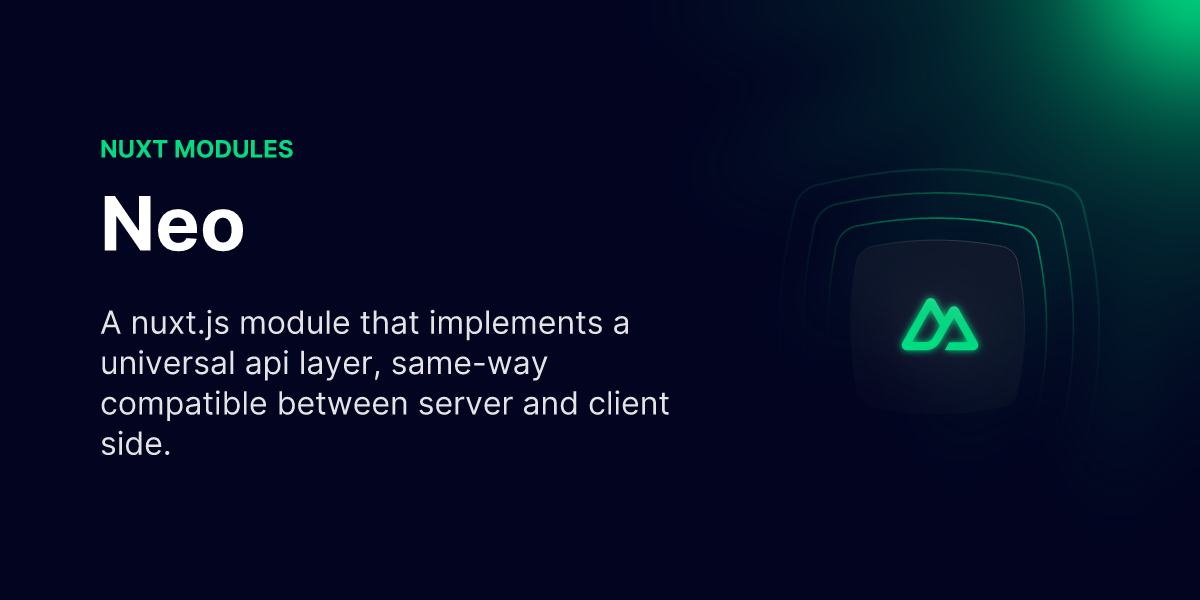 NUXT MODULES
Neo
A nuxt.js module that implements a
universal api layer, same-way
compatible between server and client
side.